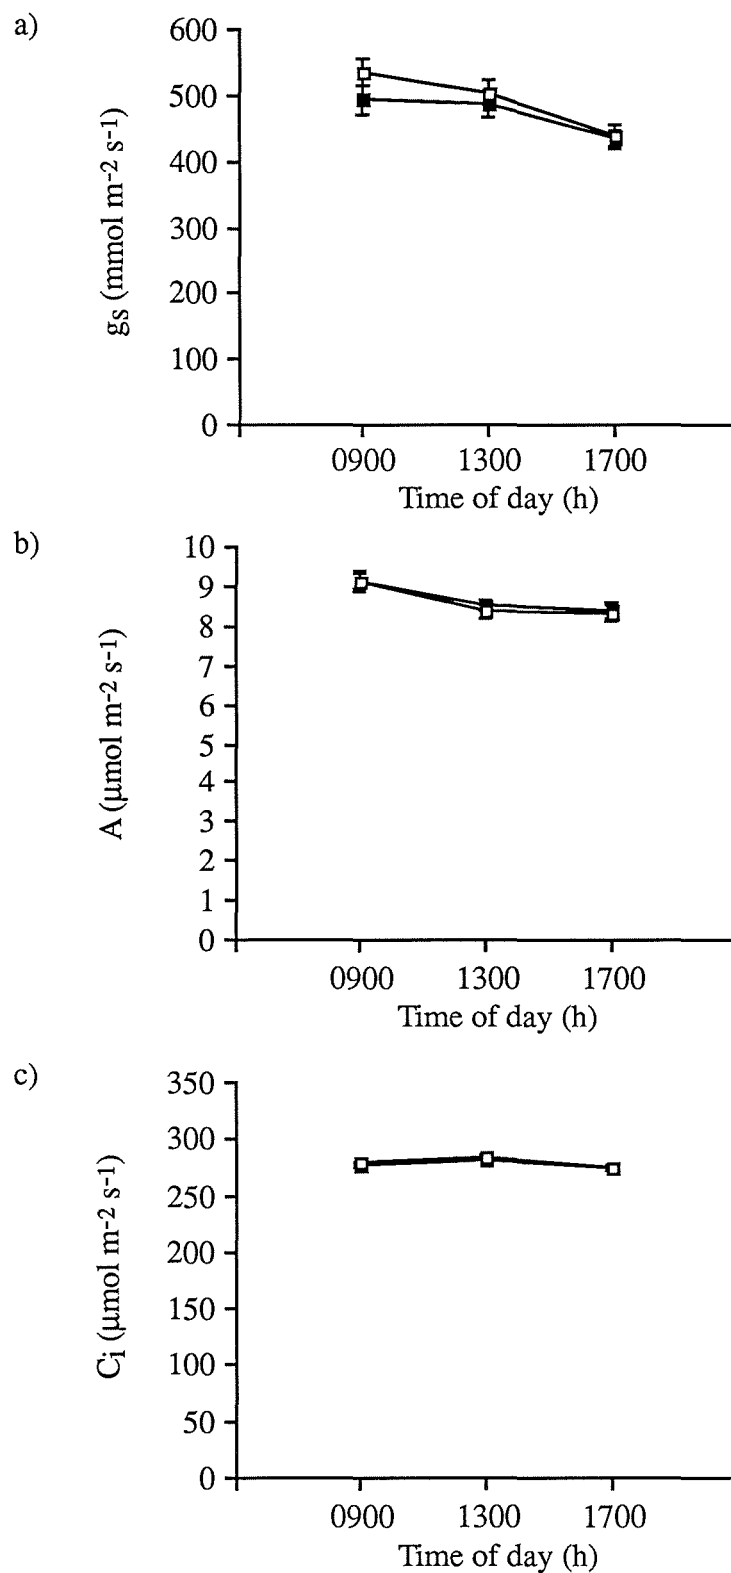 a)
600
500
400
300
200
100
0
gs (mmol m-2 s-1)
0900 1300 1700
Time of day (h)
b)
10
9
8
7
6
5
4
3
2
1
0
A (μmol m-2 s-1)
0900 1300 1700
Time of day (h)
c)
350
300
250
200
150
100
50
0
Ci (μmol m-2 s-1)
0900 1300 1700
Time of day (h)